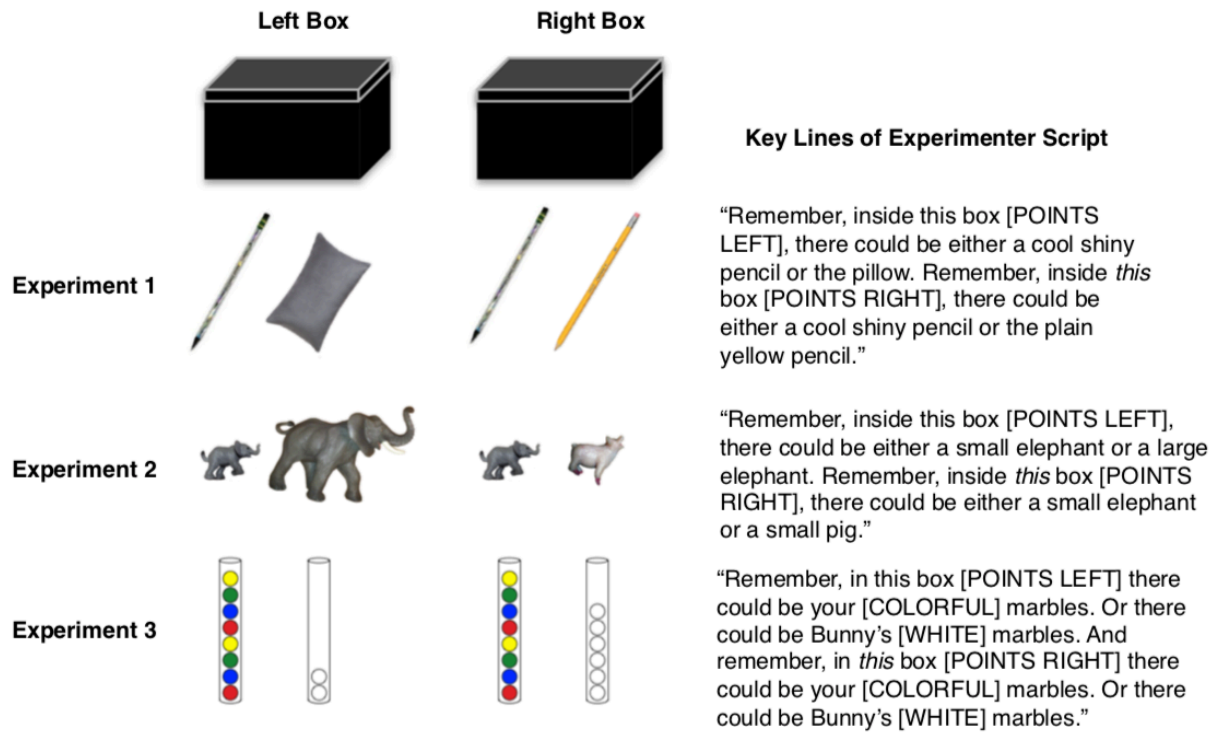 Left Box
Right Box
Key Lines of Experimenter Script
Experiment 1
“Remember, inside this box [POINTS
LEFT], there could be either a cool shiny
pencil or the pillow. Remember, inside this
box [POINTS RIGHT], there could be
either a cool shiny pencil or the plain
yellow pencil.”
Experiment 2
“Remember, inside this box [POINTS LEFT],
there could be either a small elephant or a large
elephant. Remember, inside this box [POINTS
RIGHT], there could be either a small elephant
or a small pig.”
Experiment 3
“Remember, in this box [POINTS LEFT] there
could be your [COLORFUL] marbles. Or there
could be Bunny’s [WHITE] marbles. And
remember, in this box [POINTS RIGHT] there
could be your [COLORFUL] marbles. Or there
could be Bunny’s [WHITE] marbles.”